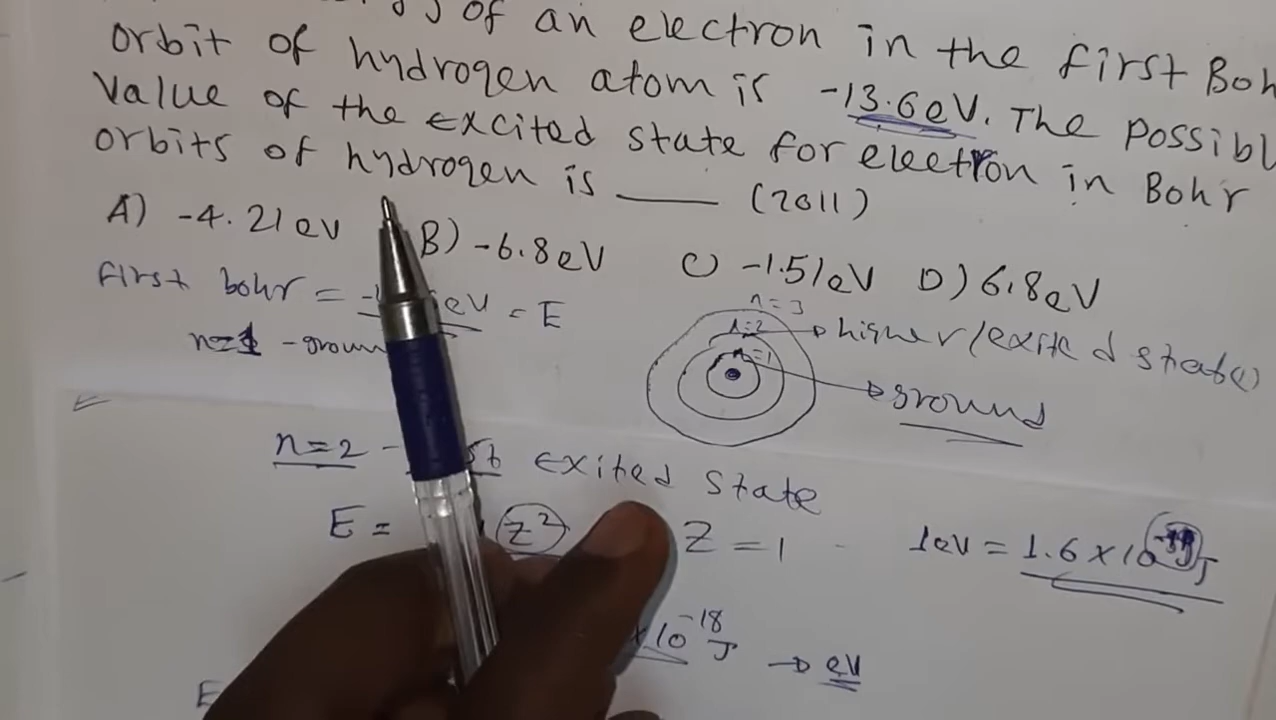 of an electron in the first Boh
orbit of hydrogen atom is -13.6eV. The possibl
value of the excited state for electron in Bohr
orbits of hydrogen is ____ (2011)
A) -4.21eV B) -6.8eV C) -1.51eV D) 6.8eV
first bohr = eV = E
n=1 - groun
n=3
n=2
n=1
higher/exited state(s)
ground
n=2 - st exited state
E = z² Z = 1
1eV = 1.6×10 J
×10⁻¹⁸ J → eV
E